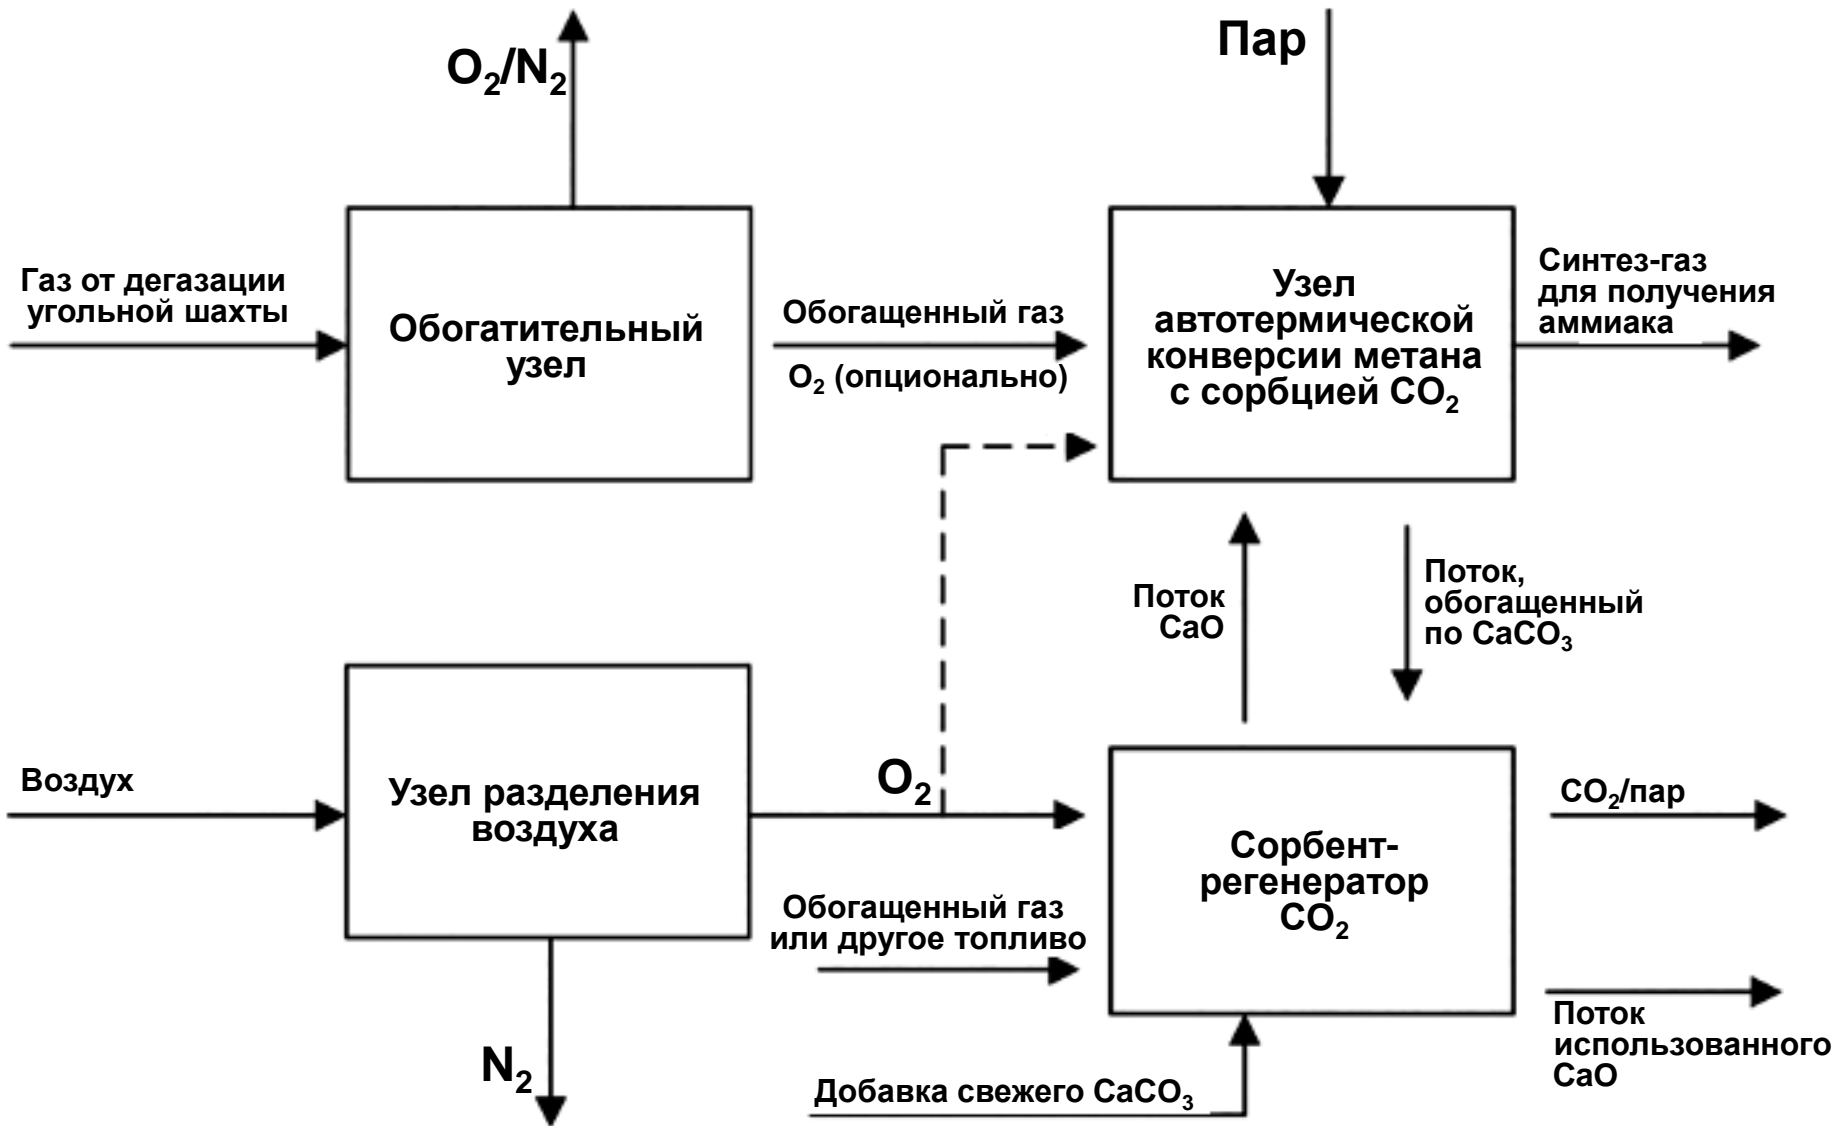 O₂/N₂
Пар
Газ от дегазации
угольной шахты
Обогатительный
узел
Обогащенный газ
O₂ (опционально)
Узел
автотермической
конверсии метана
с сорбцией CO₂
Синтез-газ
для получения
аммиака
Поток
CaO
Поток,
обогащенный
по CaCO₃
Воздух
Узел разделения
воздуха
O₂
N₂
Обогащенный газ
или другое топливо
Сорбент-
регенератор
CO₂
CO₂/пар
Поток
использованного
CaO
Добавка свежего CaCO₃